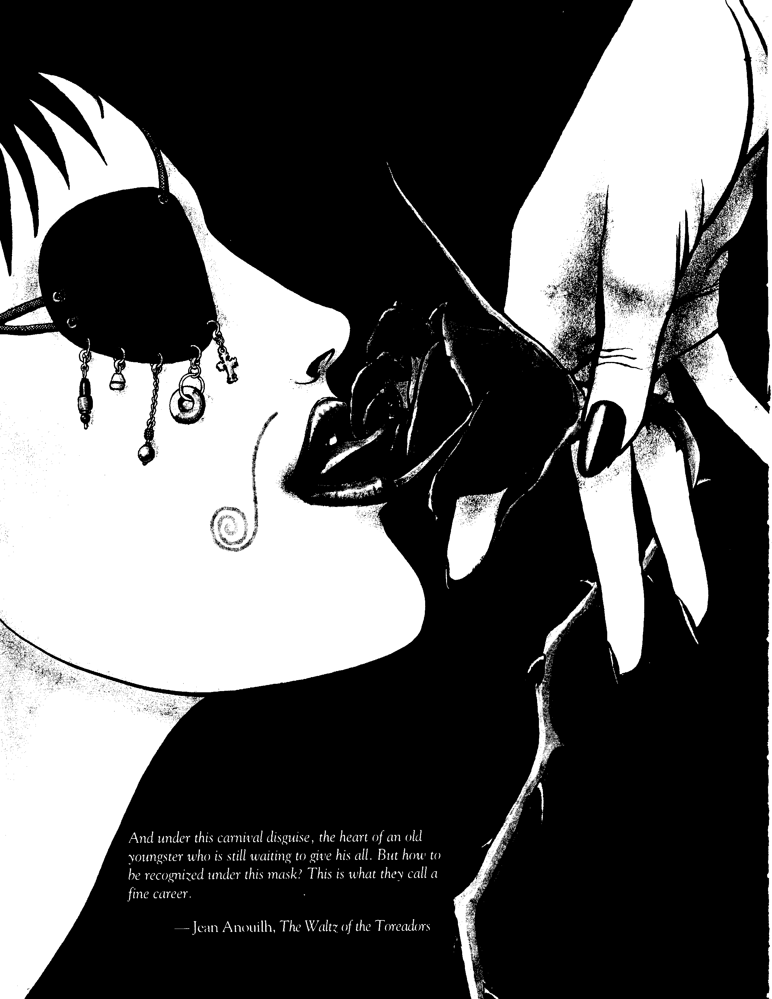 And under this carnival disguise, the heart of an old
youngster who is still waiting to give his all. But how to
be recognized under this mask? This is what they call a
fine career.
— Jean Anouilh, The Waltz of the Toreadors